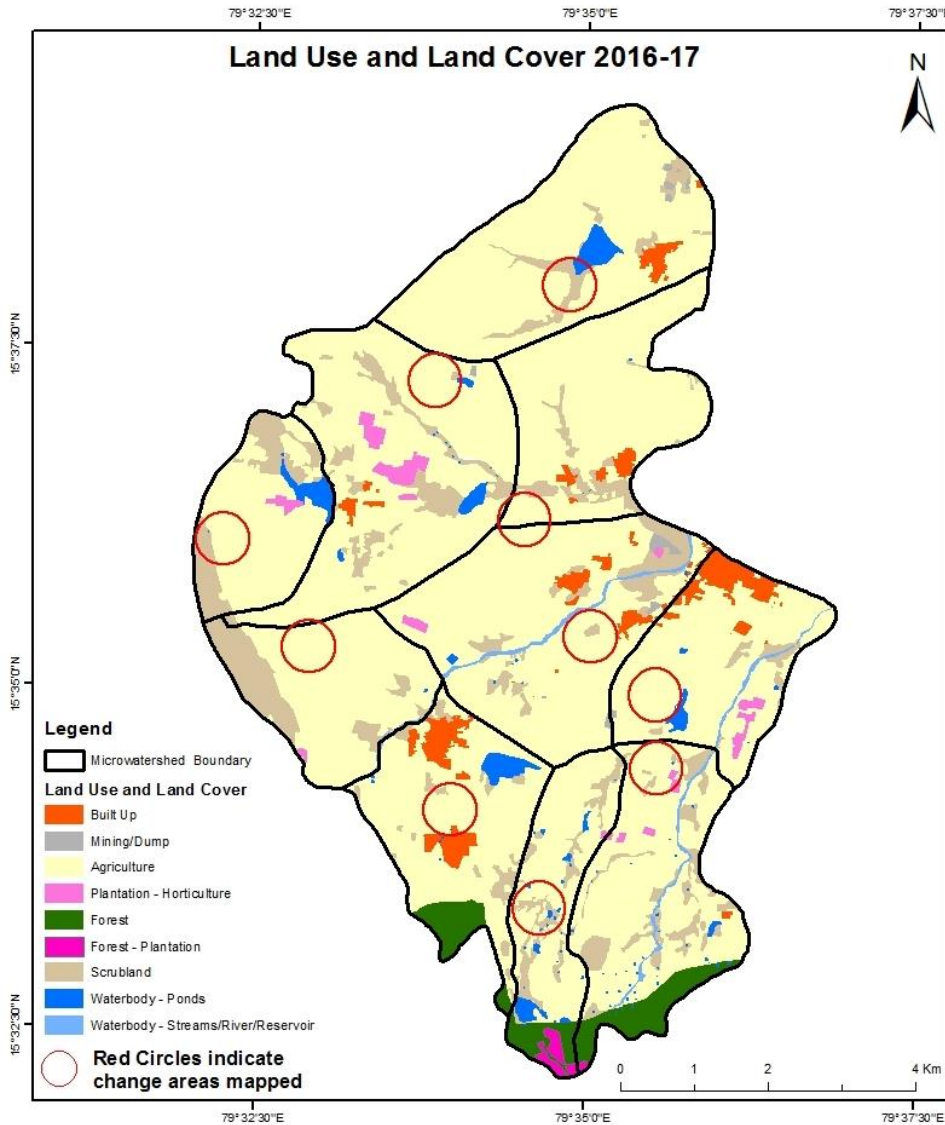 79°32'30"E 79°35'0"E 79°37'30"E
Land Use and Land Cover 2016-17
N
15°37'30"N
15°35'0"N
15°32'30"N
Legend
Microwatershed Boundary
Land Use and Land Cover
Built Up
Mining/Dump
Agriculture
Plantation - Horticulture
Forest
Forest - Plantation
Scrubland
Waterbody - Ponds
Waterbody - Streams/River/Reservoir
Red Circles indicate
change areas mapped
0 1 2 4 Km
79°32'30"E 79°35'0"E 79°37'30"E